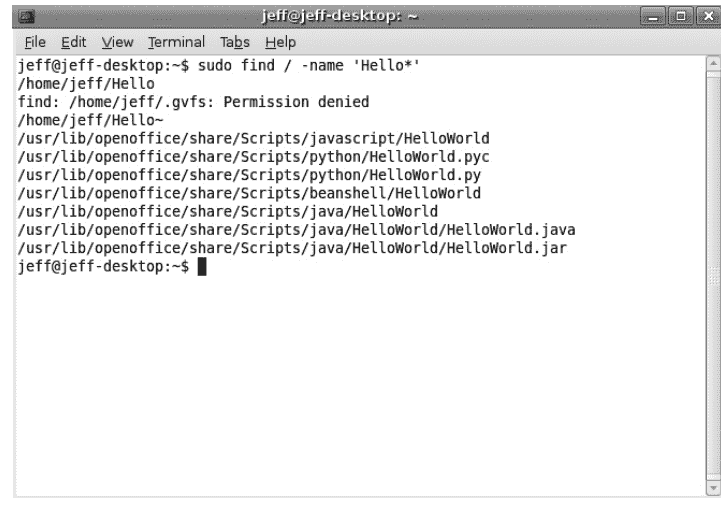 jeff@jeff-desktop: ~
File Edit View Terminal Tabs Help
jeff@jeff-desktop:~$ sudo find / -name 'Hello*'
/home/jeff/Hello
find: /home/jeff/.gvfs: Permission denied
/home/jeff/Hello~
/usr/lib/openoffice/share/Scripts/javascript/HelloWorld
/usr/lib/openoffice/share/Scripts/python/HelloWorld.pyc
/usr/lib/openoffice/share/Scripts/python/HelloWorld.py
/usr/lib/openoffice/share/Scripts/beanshell/HelloWorld
/usr/lib/openoffice/share/Scripts/java/HelloWorld
/usr/lib/openoffice/share/Scripts/java/HelloWorld/HelloWorld.java
/usr/lib/openoffice/share/Scripts/java/HelloWorld/HelloWorld.jar
jeff@jeff-desktop:~$